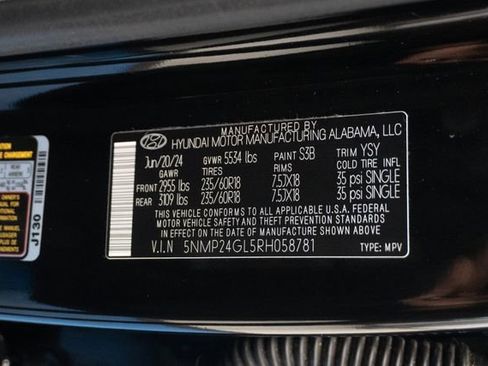 MANUFACTURED BY
HYUNDAI MOTOR MANUFACTURING ALABAMA, LLC
Jun/20/24 GVWR 5534 lbs PAINT S3B TRIM YSY
GAWR TIRES RIMS COLD TIRE INFL
FRONT 2955 lbs 235/60R18 7.5JX18 35 psi SINGLE
REAR 3109 lbs 235/60R18 7.5JX18 35 psi SINGLE
THIS VEHICLE CONFORMS TO ALL APPLICABLE U.S.A. FEDERAL
MOTOR VEHICLE SAFETY AND THEFT PREVENTION STANDARDS
IN EFFECT ON THE DATE OF MANUFACTURE SHOWN ABOVE.
V.I.N 5NMP24GL5RH058781 TYPE: MPV
J130